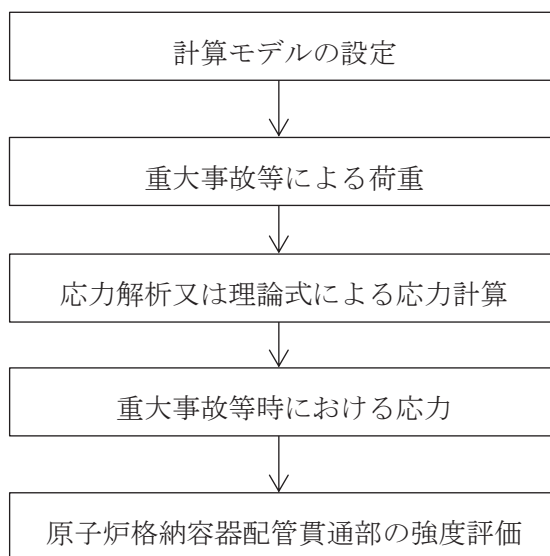 計算モデルの設定
重大事故等による荷重
応力解析又は理論式による応力計算
重大事故等時における応力
原子炉格納容器配管貫通部の強度評価